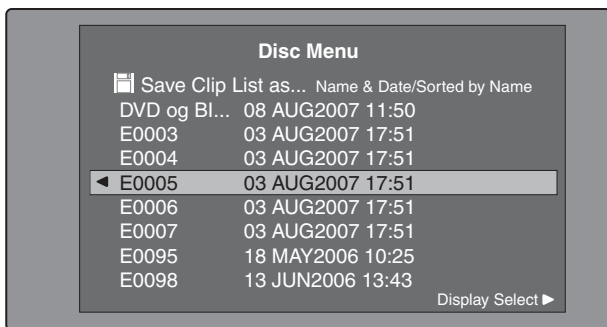 Disc Menu
Save Clip List as... Name & Date/Sorted by Name
DVD og Bl... 08 AUG2007 11:50
E0003 03 AUG2007 17:51
E0004 03 AUG2007 17:51
E0005 03 AUG2007 17:51
E0006 03 AUG2007 17:51
E0007 03 AUG2007 17:51
E0095 18 MAY2006 10:25
E0098 13 JUN2006 13:43
Display Select